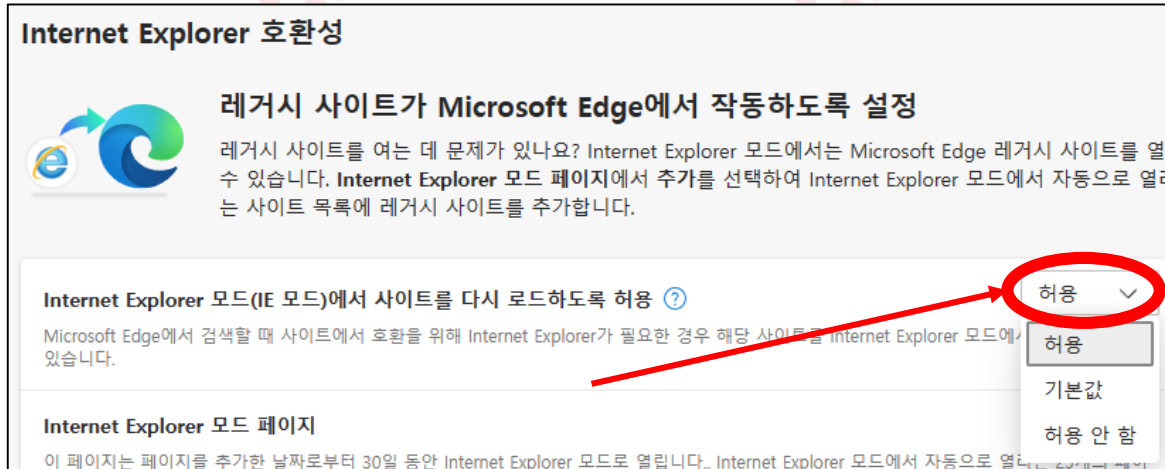 Internet Explorer 호환성
레거시 사이트가 Microsoft Edge에서 작동하도록 설정
레거시 사이트를 여는 데 문제가 있나요? Internet Explorer 모드에서는 Microsoft Edge 레거시 사이트를 열
수 있습니다. Internet Explorer 모드 페이지에서 추가를 선택하여 Internet Explorer 모드에서 자동으로 열리
는 사이트 목록에 레거시 사이트를 추가합니다.
Internet Explorer 모드(IE 모드)에서 사이트를 다시 로드하도록 허용
허용
Microsoft Edge에서 검색할 때 사이트에서 호환을 위해 Internet Explorer가 필요한 경우 해당 사이트를 Internet Explorer 모드에서
있습니다.
허용
기본값
허용 안 함
Internet Explorer 모드 페이지
이 페이지는 페이지를 추가한 날짜로부터 30일 동안 Internet Explorer 모드로 열립니다.. Internet Explorer 모드에서 자동으로